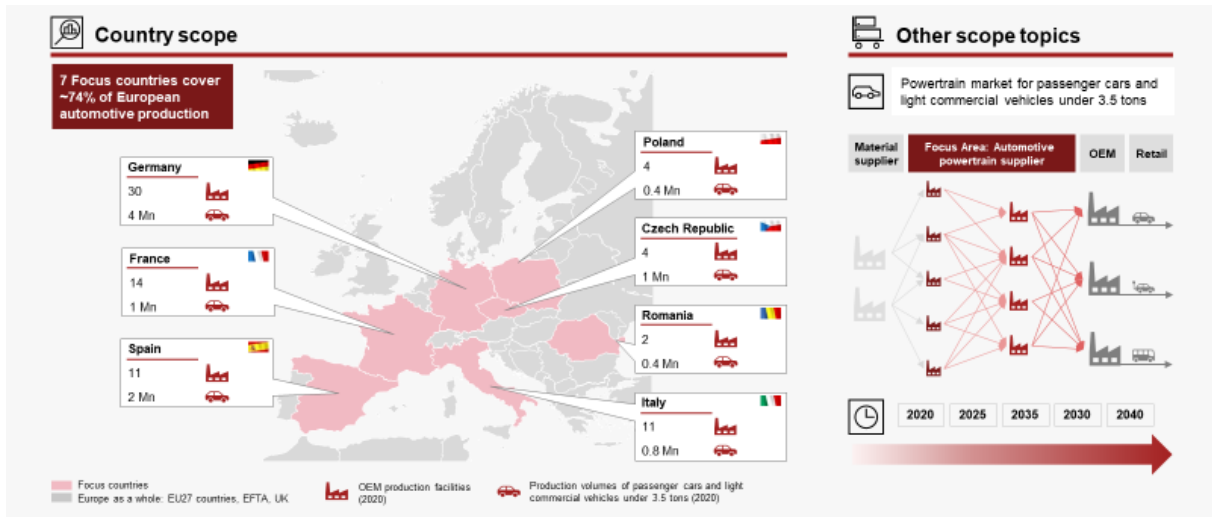 Country scope
7 Focus countries cover
~74% of European
automotive production
Germany
30
4 Mn
France
14
1 Mn
Spain
11
2 Mn
Poland
4
0.4 Mn
Czech Republic
4
1 Mn
Romania
2
0.4 Mn
Italy
11
0.8 Mn
Focus countries
Europe as a whole: EU27 countries, EFTA, UK
OEM production facilities
(2020)
Production volumes of passenger cars and light
commercial vehicles under 3.5 tons (2020)
Other scope topics
Powertrain market for passenger cars and
light commercial vehicles under 3.5 tons
Material
supplier
Focus Area: Automotive
powertrain supplier
OEM
Retail
2020 2025 2035 2030 2040